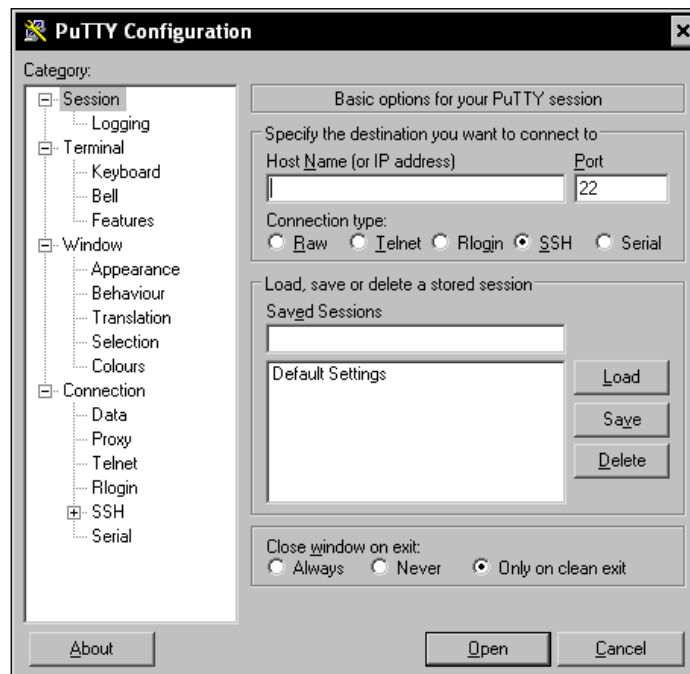 PuTTY Configuration
Category:
Session
Logging
Terminal
Keyboard
Bell
Features
Window
Appearance
Behaviour
Translation
Selection
Colours
Connection
Data
Proxy
Telnet
Rlogin
SSH
Serial
Basic options for your PuTTY session
Specify the destination you want to connect to
Host Name (or IP address) Port
22
Connection type:
Raw Telnet Rlogin SSH Serial
Load, save or delete a stored session
Saved Sessions
Default Settings
Load
Save
Delete
Close window on exit:
Always Never Only on clean exit
About Open Cancel